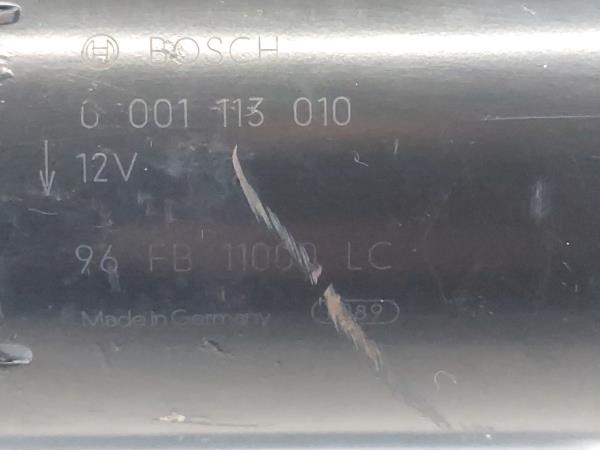 BOSCH
0 001 113 010
12V
96 FB 11000 LC
Made in Germany